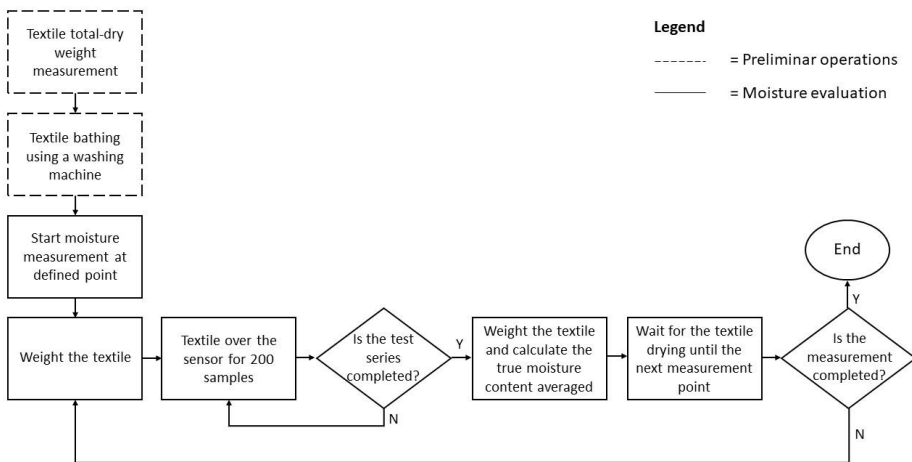 Textile total-dry
weight
measurement
Legend
= Preliminar operations
= Moisture evaluation
Textile bathing
using a washing
machine
Start moisture
measurement at
defined point
End
Y
Weight the textile
Textile over the
sensor for 200
samples
Is the test
series
completed?
Y
N
Weight the textile
and calculate the
true moisture
content averaged
Wait for the textile
drying until the
next measurement
point
Is the
measurement
completed?
N